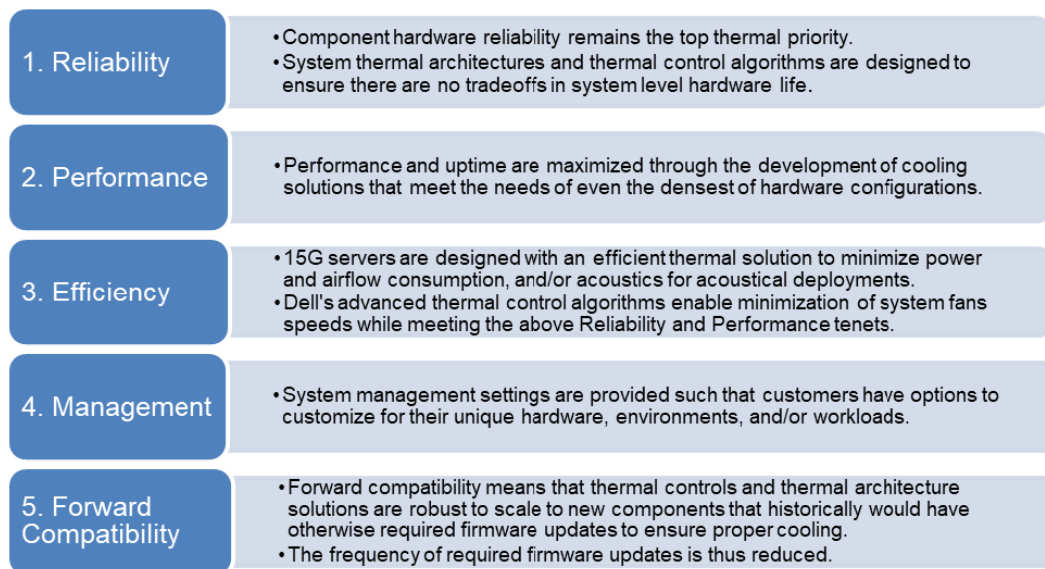 1. Reliability
•Component hardware reliability remains the top thermal priority.
•System thermal architectures and thermal control algorithms are designed to
ensure there are no tradeoffs in system level hardware life.
2. Performance
•Performance and uptime are maximized through the development of cooling
solutions that meet the needs of even the densest of hardware configurations.
3. Efficiency
•15G servers are designed with an efficient thermal solution to minimize power
and airflow consumption, and/or acoustics for acoustical deployments.
•Dell's advanced thermal control algorithms enable minimization of system fans
speeds while meeting the above Reliability and Performance tenets.
4. Management
•System management settings are provided such that customers have options to
customize for their unique hardware, environments, and/or workloads.
5. Forward
Compatibility
•Forward compatibility means that thermal controls and thermal architecture
solutions are robust to scale to new components that historically would have
otherwise required firmware updates to ensure proper cooling.
•The frequency of required firmware updates is thus reduced.